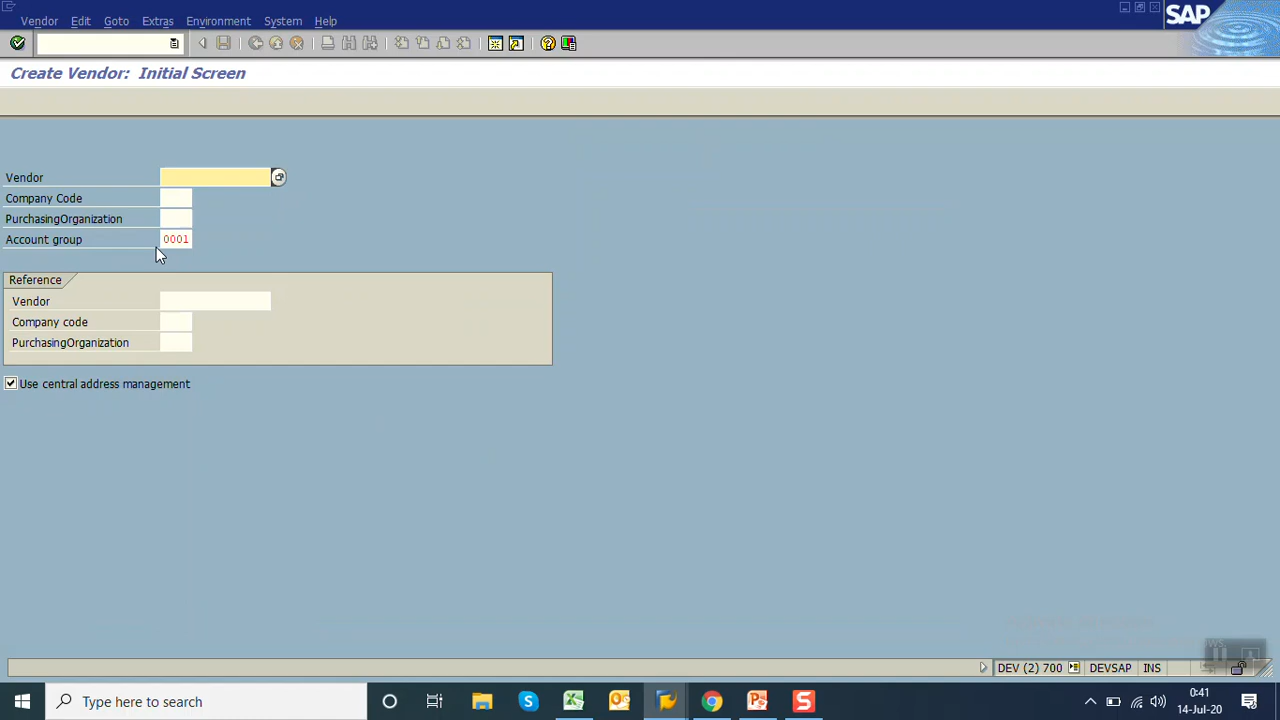 Vendor Edit Goto Extras Environment System Help
SAP
Create Vendor: Initial Screen
Vendor
Company Code
PurchasingOrganization
Account group 0001
Reference
Vendor
Company code
PurchasingOrganization
Use central address management
DEV (2) 700 DEVSAP INS
Type here to search
0:41
14-Jul-20